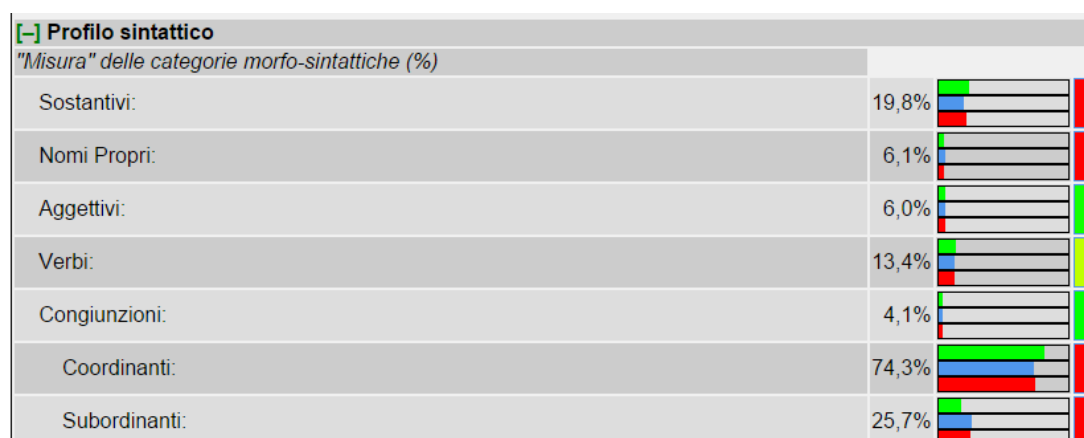 [–] Profilo sintattico
"Misura" delle categorie morfo-sintattiche (%)
Sostantivi: 19,8%
Nomi Propri: 6,1%
Aggettivi: 6,0%
Verbi: 13,4%
Congiunzioni: 4,1%
Coordinanti: 74,3%
Subordinanti: 25,7%